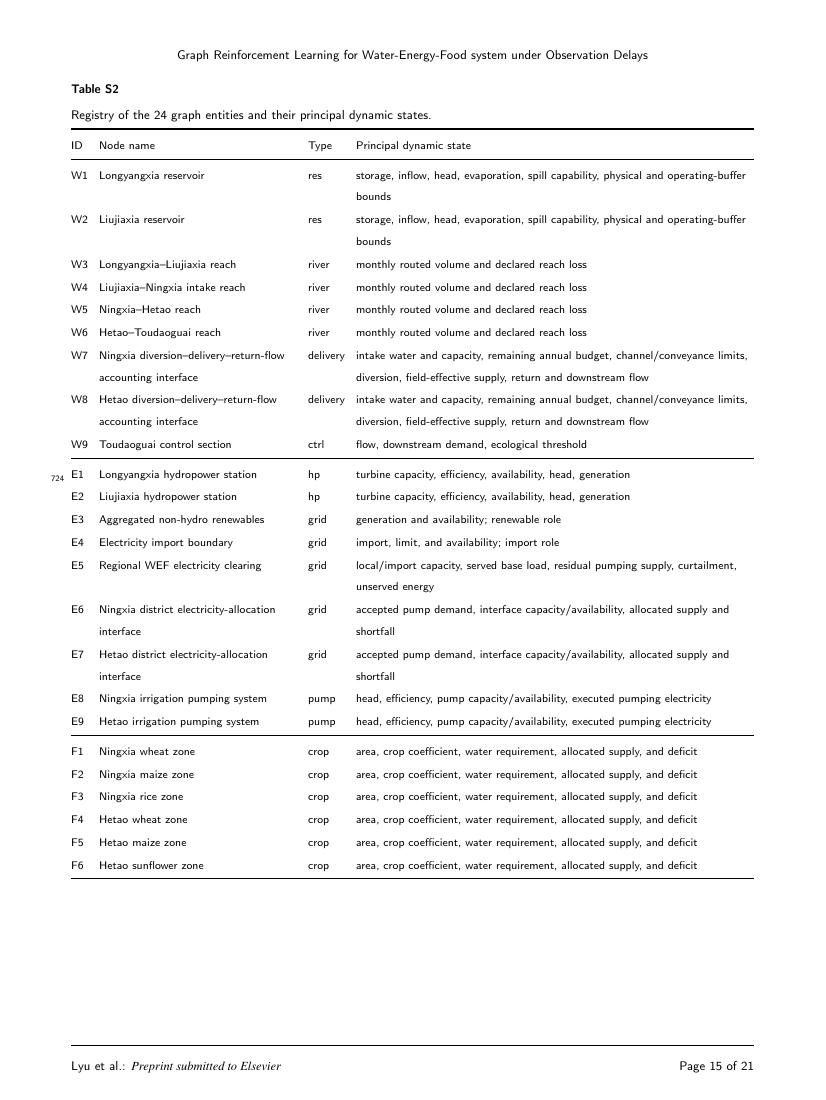 Graph Reinforcement Learning for Water-Energy-Food system under Observation Delays
Table S2
Registry of the 24 graph entities and their principal dynamic states.
ID Node name Type Principal dynamic state
W1 Longyangxia reservoir res storage, inflow, head, evaporation, spill capability, physical and operating-buffer
bounds
W2 Liujiaxia reservoir res storage, inflow, head, evaporation, spill capability, physical and operating-buffer
bounds
W3 Longyangxia–Liujiaxia reach river monthly routed volume and declared reach loss
W4 Liujiaxia–Ningxia intake reach river monthly routed volume and declared reach loss
W5 Ningxia–Hetao reach river monthly routed volume and declared reach loss
W6 Hetao–Toudaoguai reach river monthly routed volume and declared reach loss
W7 Ningxia diversion–delivery–return-flow delivery intake water and capacity, remaining annual budget, channel/conveyance limits,
accounting interface diversion, field-effective supply, return and downstream flow
W8 Hetao diversion–delivery–return-flow delivery intake water and capacity, remaining annual budget, channel/conveyance limits,
accounting interface diversion, field-effective supply, return and downstream flow
W9 Toudaoguai control section ctrl flow, downstream demand, ecological threshold
724 E1 Longyangxia hydropower station hp turbine capacity, efficiency, availability, head, generation
E2 Liujiaxia hydropower station hp turbine capacity, efficiency, availability, head, generation
E3 Aggregated non-hydro renewables grid generation and availability; renewable role
E4 Electricity import boundary grid import, limit, and availability; import role
E5 Regional WEF electricity clearing grid local/import capacity, served base load, residual pumping supply, curtailment,
unserved energy
E6 Ningxia district electricity-allocation grid accepted pump demand, interface capacity/availability, allocated supply and
interface shortfall
E7 Hetao district electricity-allocation grid accepted pump demand, interface capacity/availability, allocated supply and
interface shortfall
E8 Ningxia irrigation pumping system pump head, efficiency, pump capacity/availability, executed pumping electricity
E9 Hetao irrigation pumping system pump head, efficiency, pump capacity/availability, executed pumping electricity
F1 Ningxia wheat zone crop area, crop coefficient, water requirement, allocated supply, and deficit
F2 Ningxia maize zone crop area, crop coefficient, water requirement, allocated supply, and deficit
F3 Ningxia rice zone crop area, crop coefficient, water requirement, allocated supply, and deficit
F4 Hetao wheat zone crop area, crop coefficient, water requirement, allocated supply, and deficit
F5 Hetao maize zone crop area, crop coefficient, water requirement, allocated supply, and deficit
F6 Hetao sunflower zone crop area, crop coefficient, water requirement, allocated supply, and deficit
Lyu et al.: Preprint submitted to Elsevier Page 15 of 21